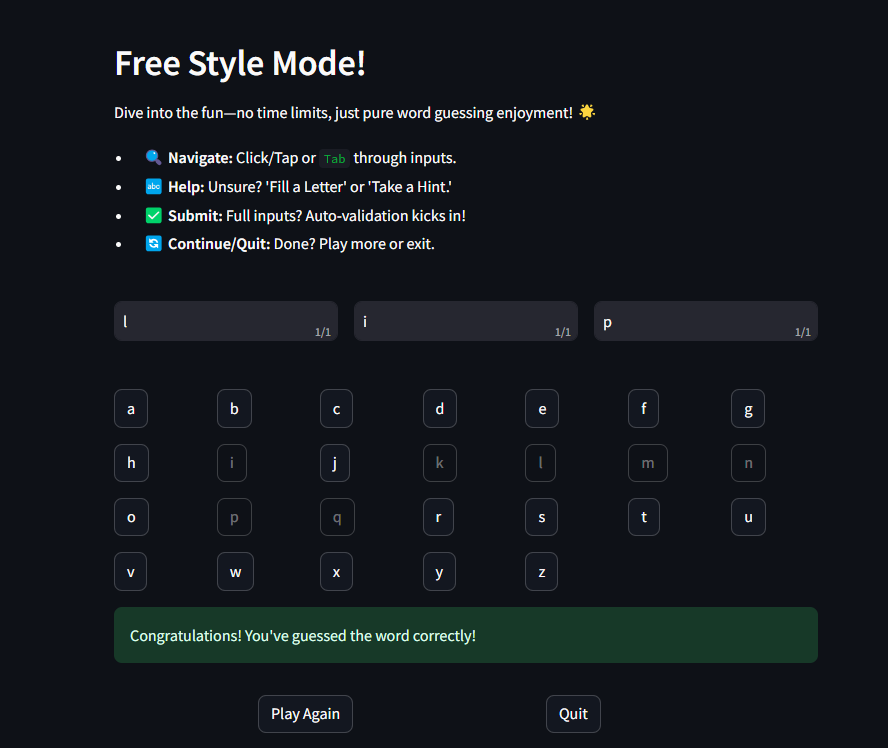 Free Style Mode!
Dive into the fun—no time limits, just pure word guessing enjoyment! 🌟
• 🔍 Navigate: Click/Tap or Tab through inputs.
• 🔤 Help: Unsure? 'Fill a Letter' or 'Take a Hint.'
• ✅ Submit: Full inputs? Auto-validation kicks in!
• 🔄 Continue/Quit: Done? Play more or exit.
l 1/1 i 1/1 p 1/1
a b c d e f g
h i j k l m n
o p q r s t u
v w x y z
Congratulations! You've guessed the word correctly!
Play Again Quit